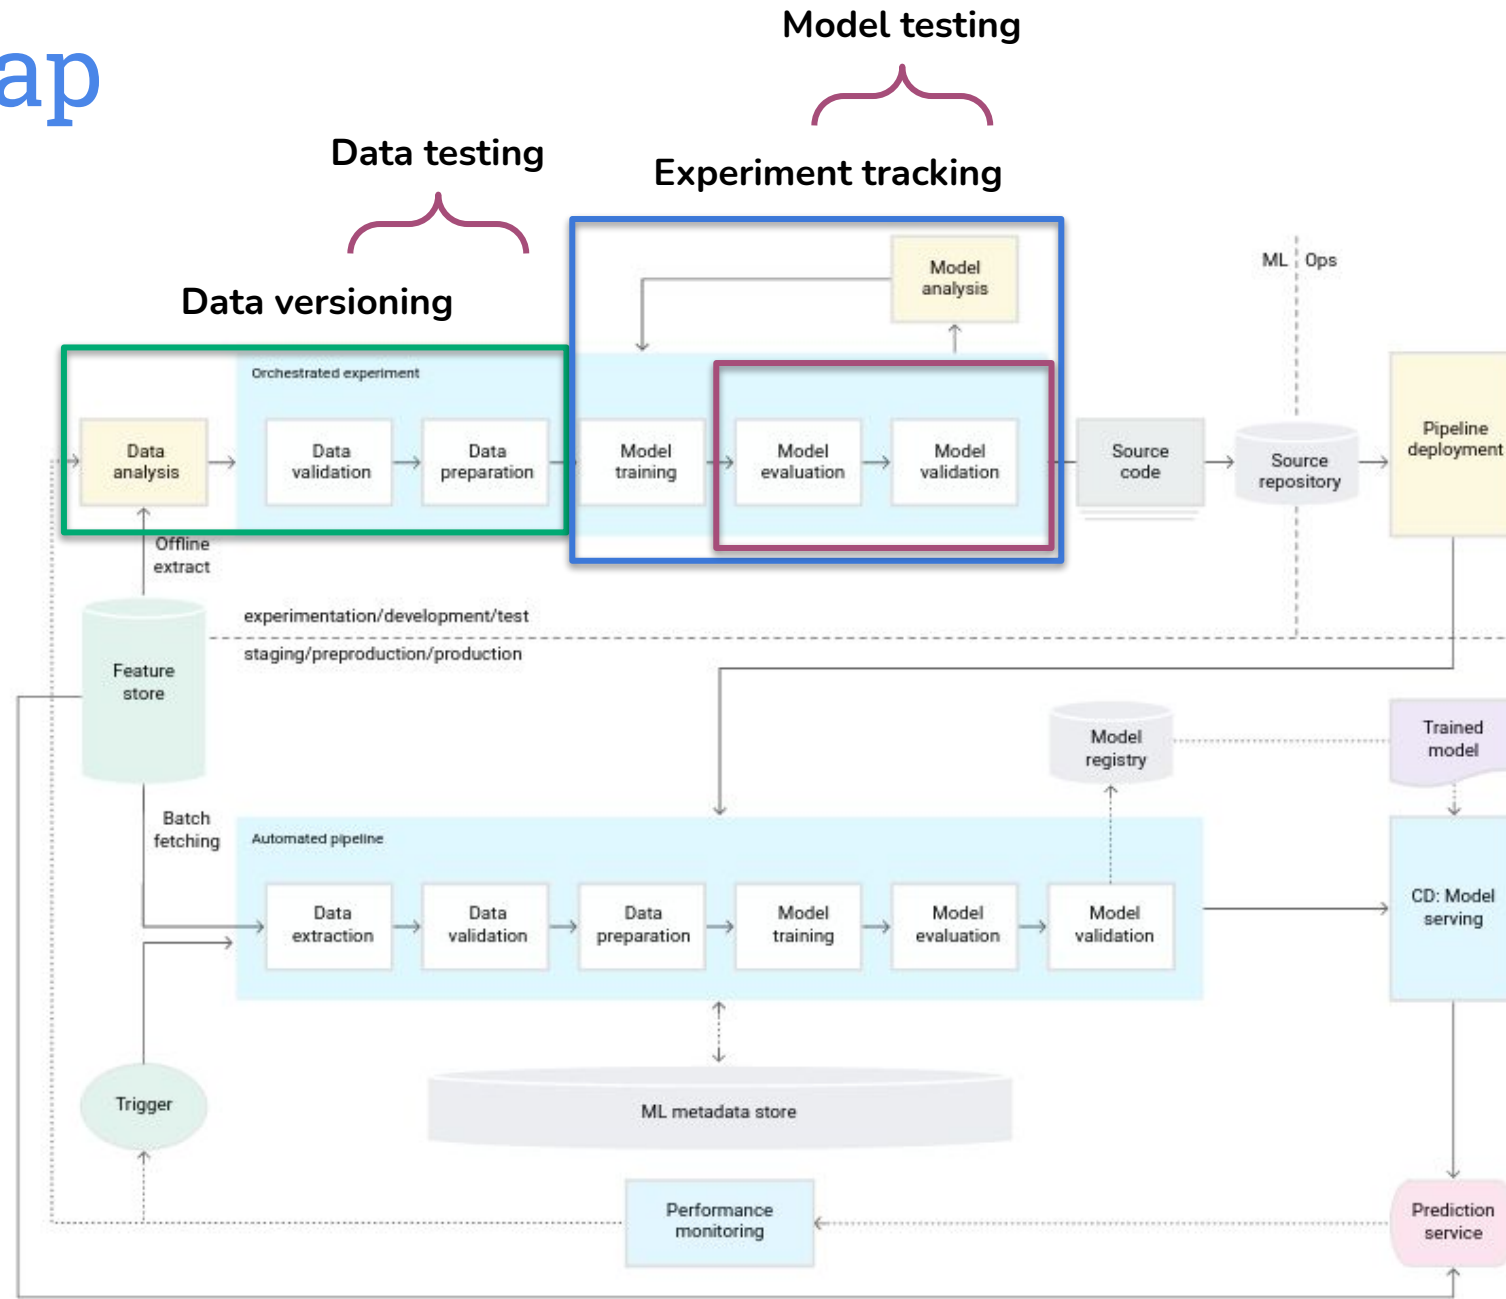 ap
Model testing
Data testing
Experiment tracking
Data versioning
Model
analysis
ML
Ops
Orchestrated experiment
Data
analysis
Data
validation
Data
preparation
Model
training
Model
evaluation
Model
validation
Source
code
Source
repository
Pipeline
deployment
Offline
extract
experimentation/development/test
staging/preproduction/production
Feature
store
Model
registry
Trained
model
Batch
fetching
Automated pipeline
Data
extraction
Data
validation
Data
preparation
Model
training
Model
evaluation
Model
validation
CD: Model
serving
Trigger
ML metadata store
Performance
monitoring
Prediction
service